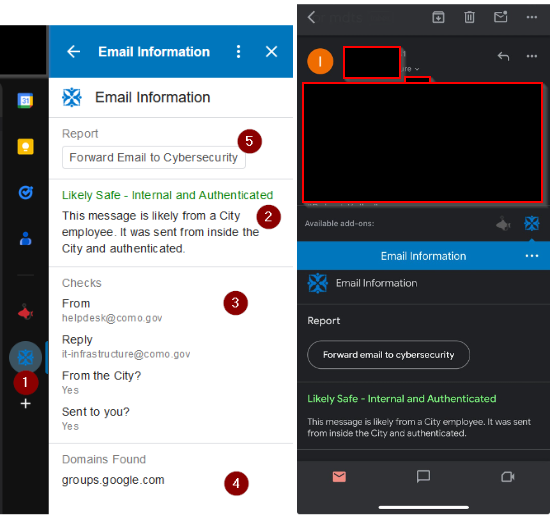 Email Information
Email Information
Report
5
Forward Email to Cybersecurity
Likely Safe - Internal and Authenticated
2
This message is likely from a City
employee. It was sent from inside the
City and authenticated.
Checks
From
3
helpdesk@como.gov
Reply
it-infrastructure@como.gov
From the City?
Yes
1
Sent to you?
Yes
Domains Found
groups.google.com
4
31
I
Available add-ons:
Email Information
Email Information
Report
Forward email to cybersecurity
Likely Safe - Internal and Authenticated
This message is likely from a City employee. It was sent
from inside the City and authenticated.